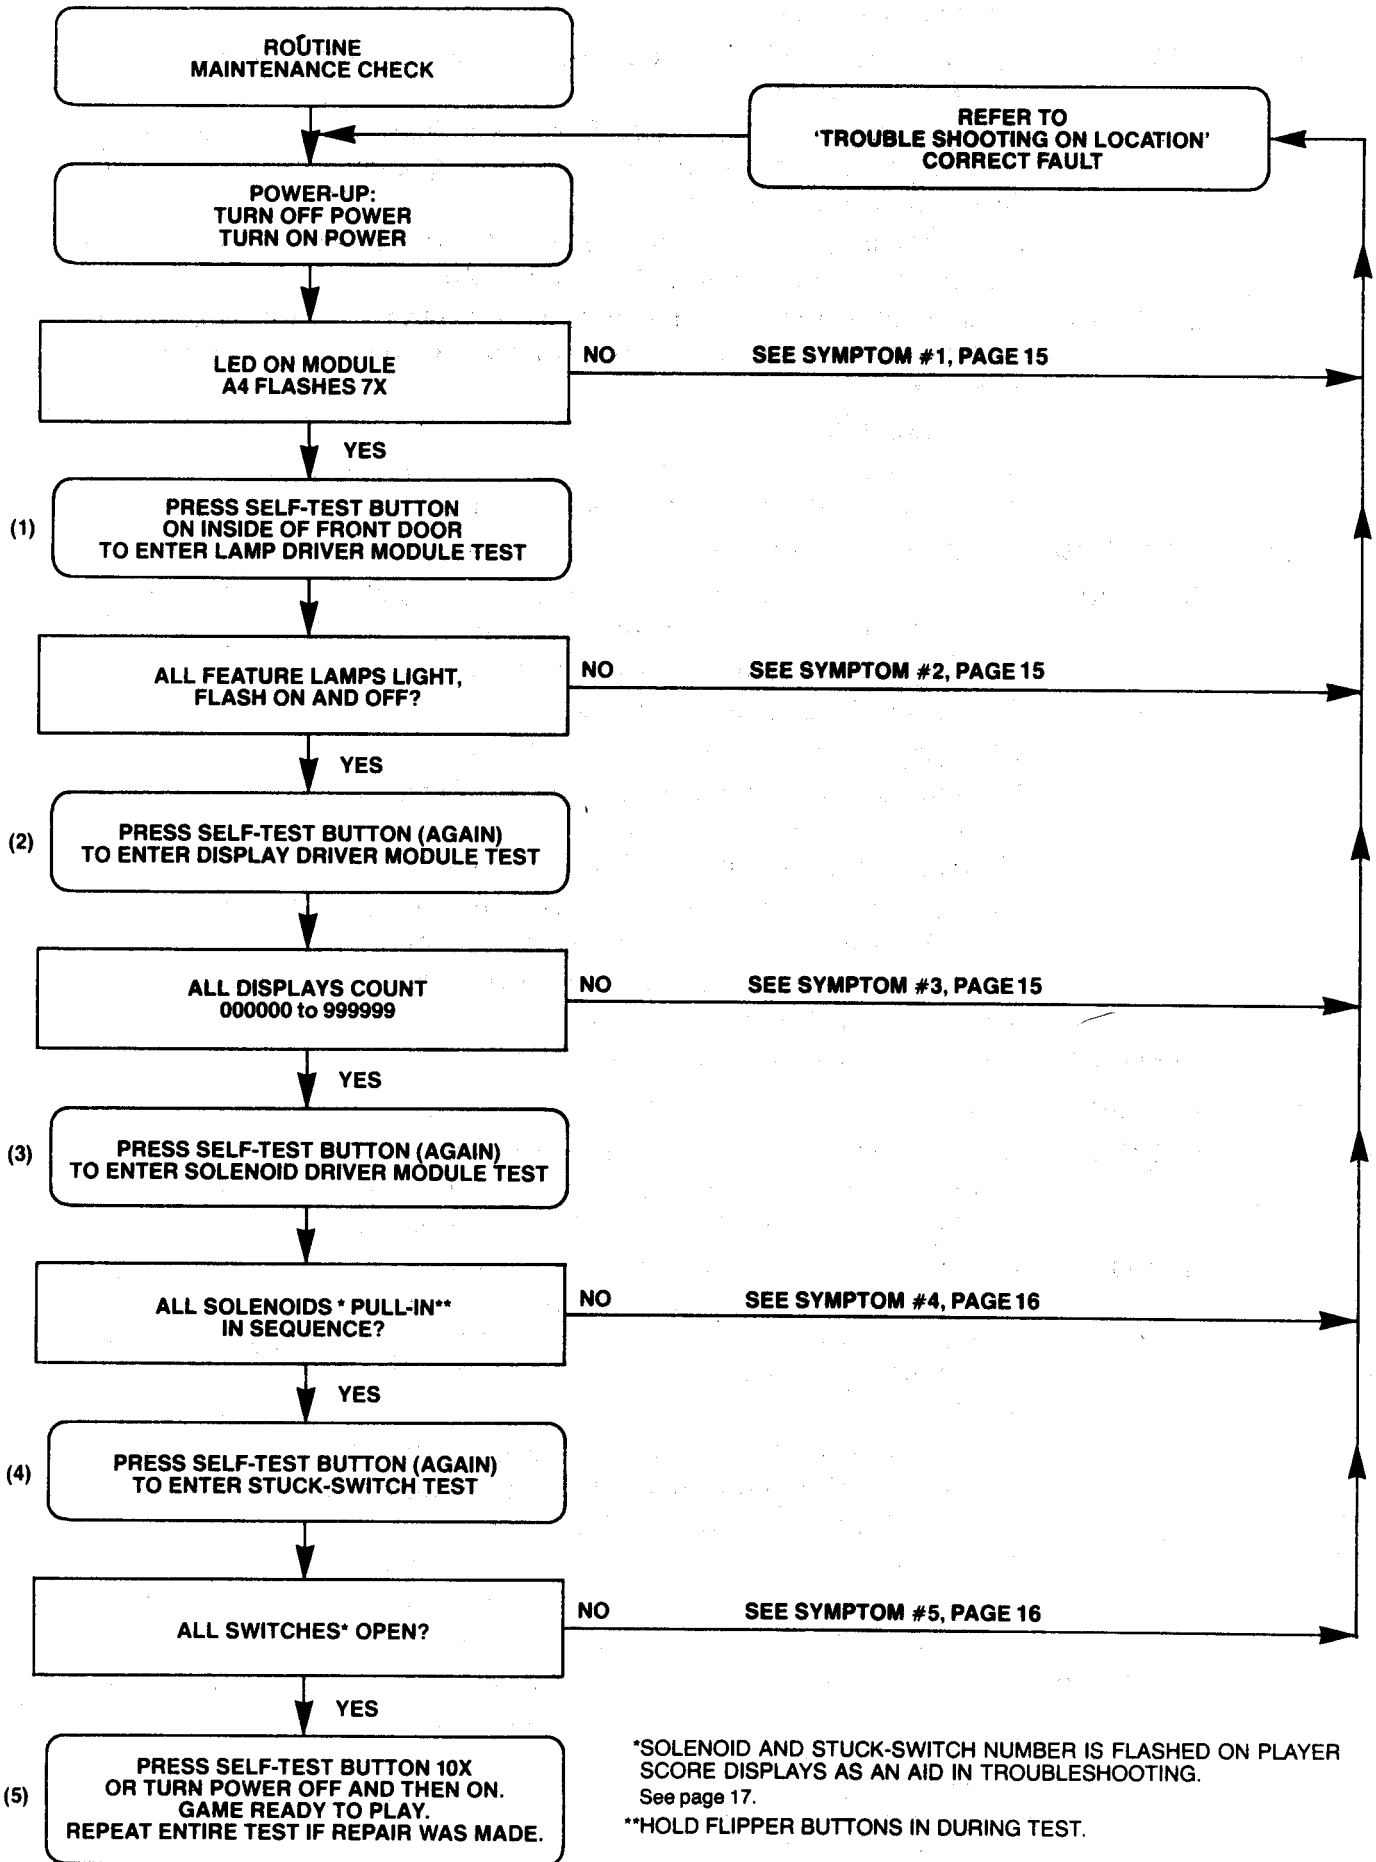 ROUTINE
MAINTENANCE CHECK
REFER TO
'TROUBLE SHOOTING ON LOCATION'
CORRECT FAULT
POWER-UP:
TURN OFF POWER
TURN ON POWER
LED ON MODULE
A4 FLASHES 7X
NO
SEE SYMPTOM #1, PAGE 15
YES
(1)
PRESS SELF-TEST BUTTON
ON INSIDE OF FRONT DOOR
TO ENTER LAMP DRIVER MODULE TEST
ALL FEATURE LAMPS LIGHT,
FLASH ON AND OFF?
NO
SEE SYMPTOM #2, PAGE 15
YES
(2)
PRESS SELF-TEST BUTTON (AGAIN)
TO ENTER DISPLAY DRIVER MODULE TEST
ALL DISPLAYS COUNT
000000 to 999999
NO
SEE SYMPTOM #3, PAGE 15
YES
(3)
PRESS SELF-TEST BUTTON (AGAIN)
TO ENTER SOLENOID DRIVER MODULE TEST
ALL SOLENOIDS * PULL-IN**
IN SEQUENCE?
NO
SEE SYMPTOM #4, PAGE 16
YES
(4)
PRESS SELF-TEST BUTTON (AGAIN)
TO ENTER STUCK-SWITCH TEST
ALL SWITCHES* OPEN?
NO
SEE SYMPTOM #5, PAGE 16
YES
(5)
PRESS SELF-TEST BUTTON 10X
OR TURN POWER OFF AND THEN ON.
GAME READY TO PLAY.
REPEAT ENTIRE TEST IF REPAIR WAS MADE.
*SOLENOID AND STUCK-SWITCH NUMBER IS FLASHED ON PLAYER
SCORE DISPLAYS AS AN AID IN TROUBLESHOOTING.
See page 17.
**HOLD FLIPPER BUTTONS IN DURING TEST.